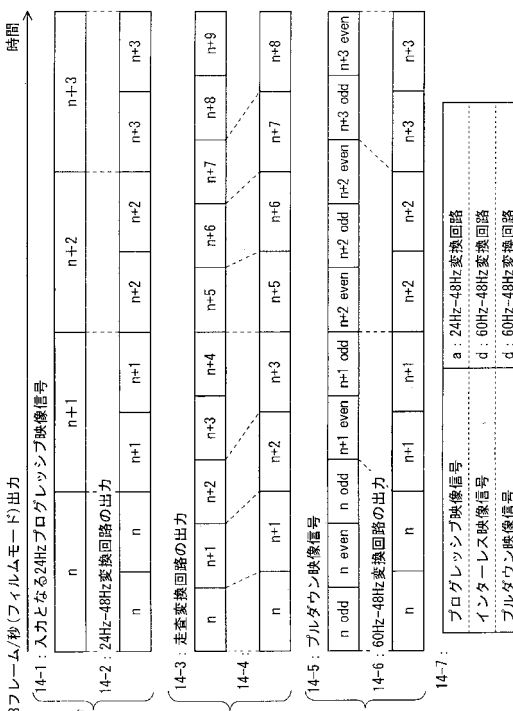 8フレーム/秒(フィルムモード)出力
時間
14-1: 入力となる24Hzプログレッシブ映像信号
n n+1 n+2 n+3
14-2: 24Hz-48Hz変換回路の出力
n n n+1 n+1 n+2 n+2 n+3 n+3
14-3: 走査変換回路の出力
n n+1 n+2 n+3 n+4 n+5 n+6 n+7 n+8 n+9
14-4:
n n+1 n+2 n+3 n+5 n+6 n+7 n+8
14-5: プルダウン映像信号
n odd n even n odd n+1 even n+1 odd n+2 even n+2 odd n+2 even n+3 odd n+3 even
14-6: 60Hz-48Hz変換回路の出力
n n n+1 n+1 n+2 n+2 n+3 n+3
14-7:
プログレッシブ映像信号 a: 24Hz-48Hz変換回路
インターレス映像信号 d: 60Hz-48Hz変換回路
プルダウン映像信号 d: 60Hz-48Hz変換回路